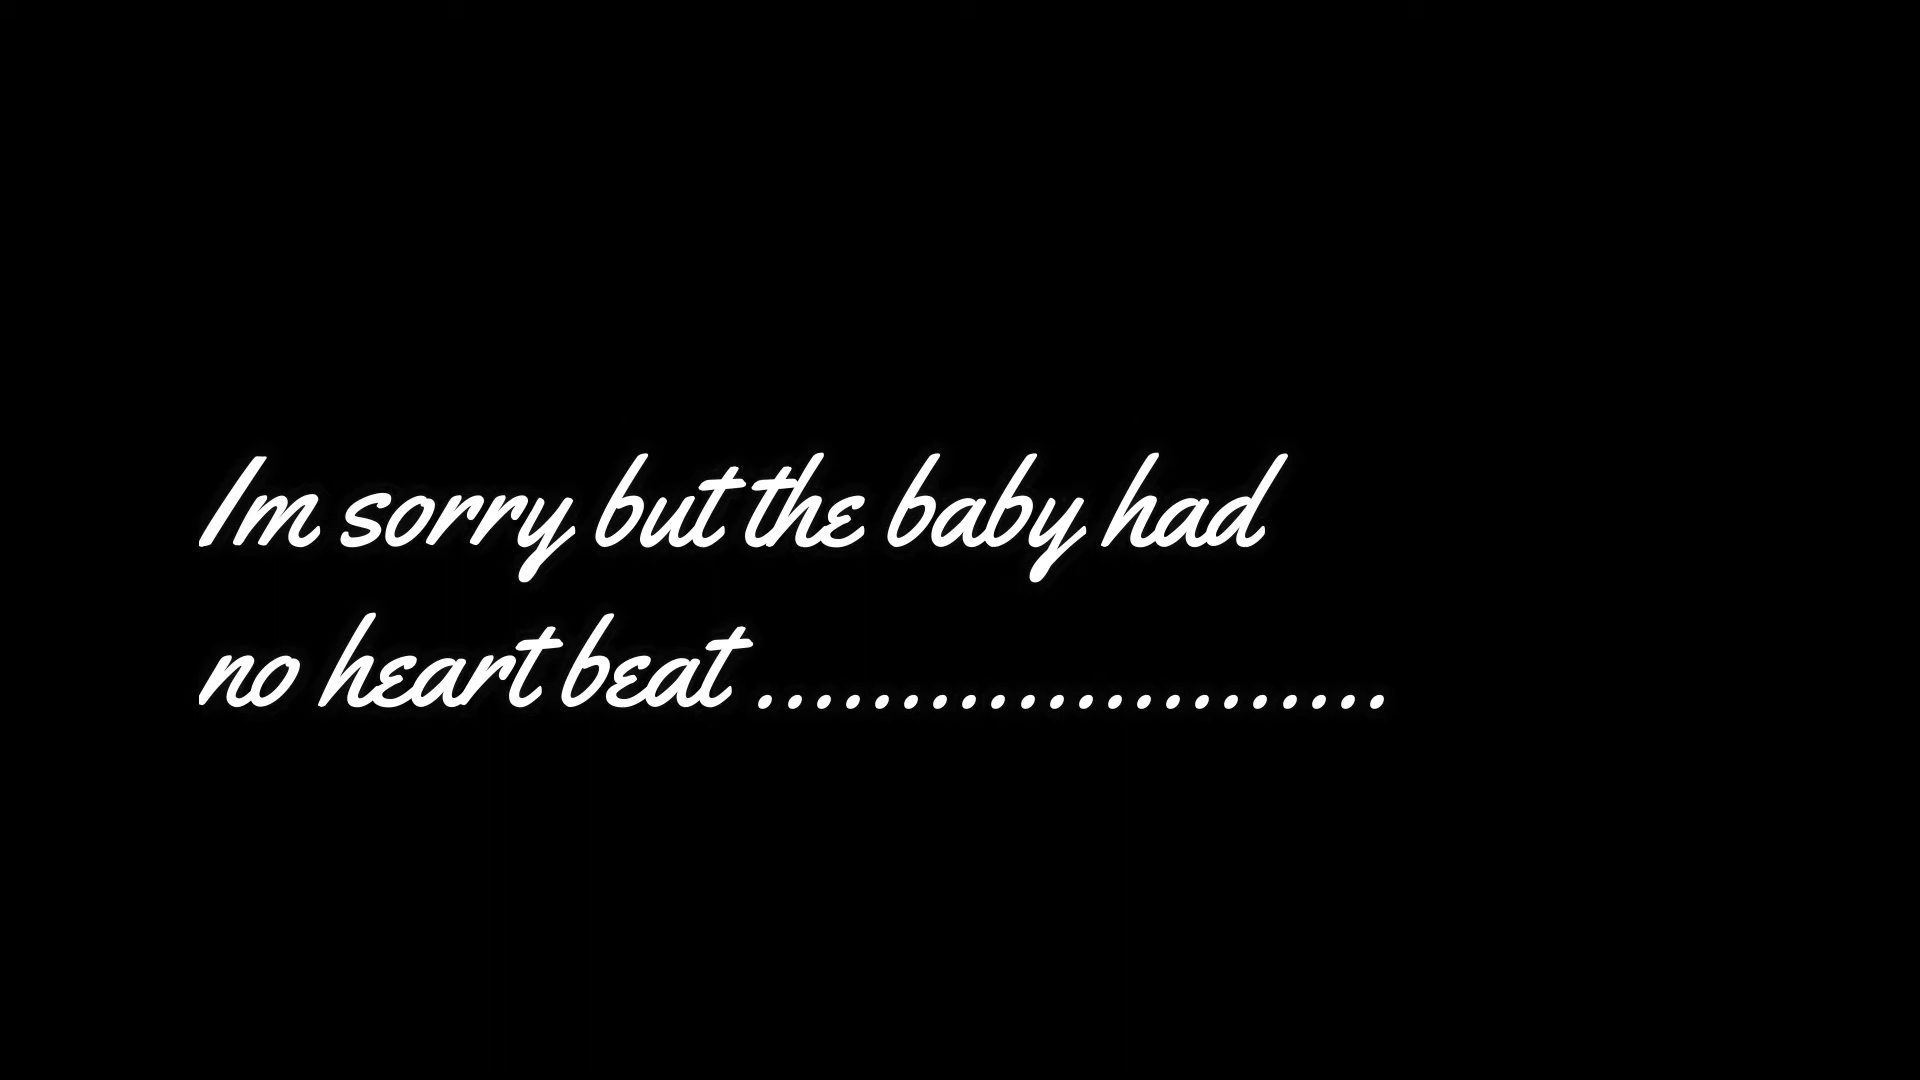 Im sorry but the baby had
no heart beat ......................